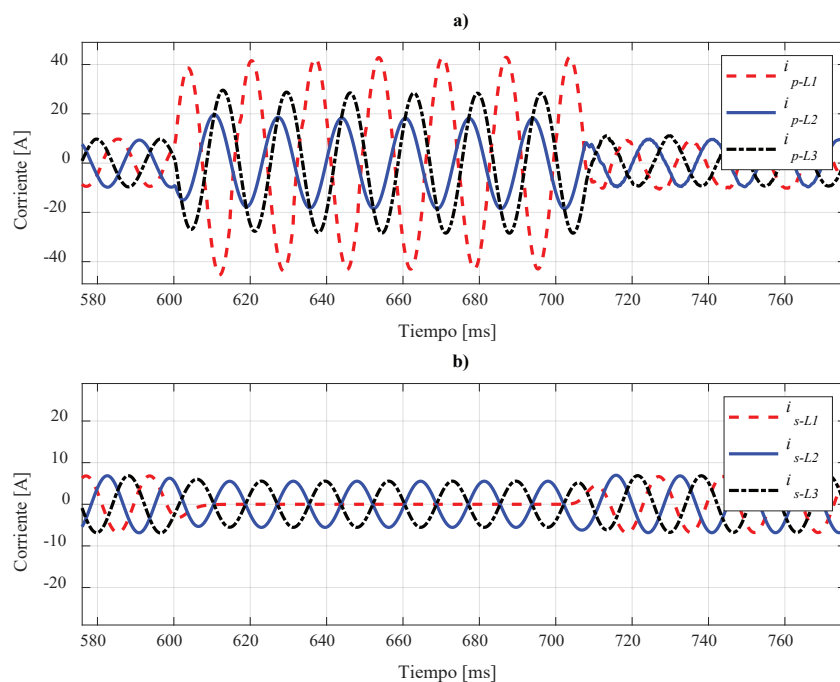 a)
40
20
0
-20
-40
Corriente [A]
i p-L1
i p-L2
i p-L3
580 600 620 640 660 680 700 720 740 760
Tiempo [ms]
b)
20
10
0
-10
-20
Corriente [A]
i s-L1
i s-L2
i s-L3
580 600 620 640 660 680 700 720 740 760
Tiempo [ms]